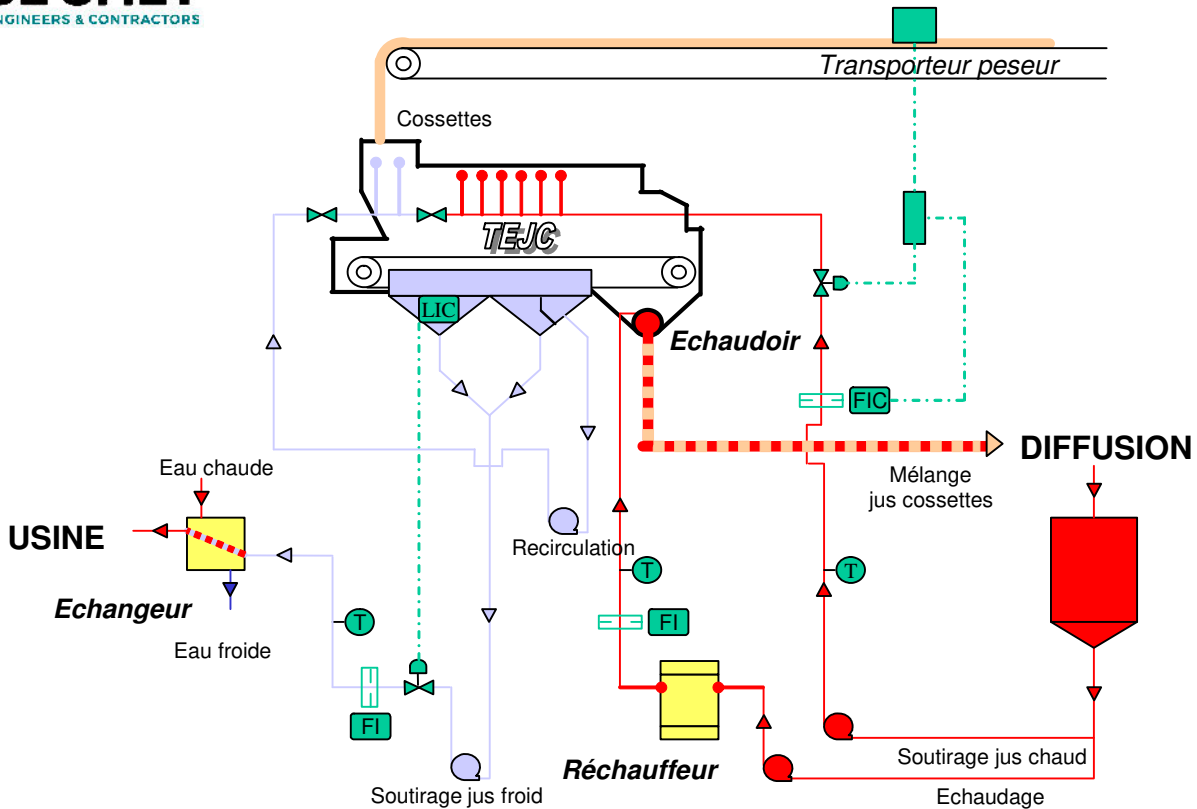 ENGINEERS & CONTRACTORS
Transporteur peseur
Cossettes
TEJC
LIC
Echaudoir
FIC
DIFFUSION
Mélange
jus cossettes
Eau chaude
USINE
Recirculation
T
T
Echangeur
T
FI
Eau froide
FI
Réchauffeur
Soutirage jus chaud
Soutirage jus froid
Echaudage